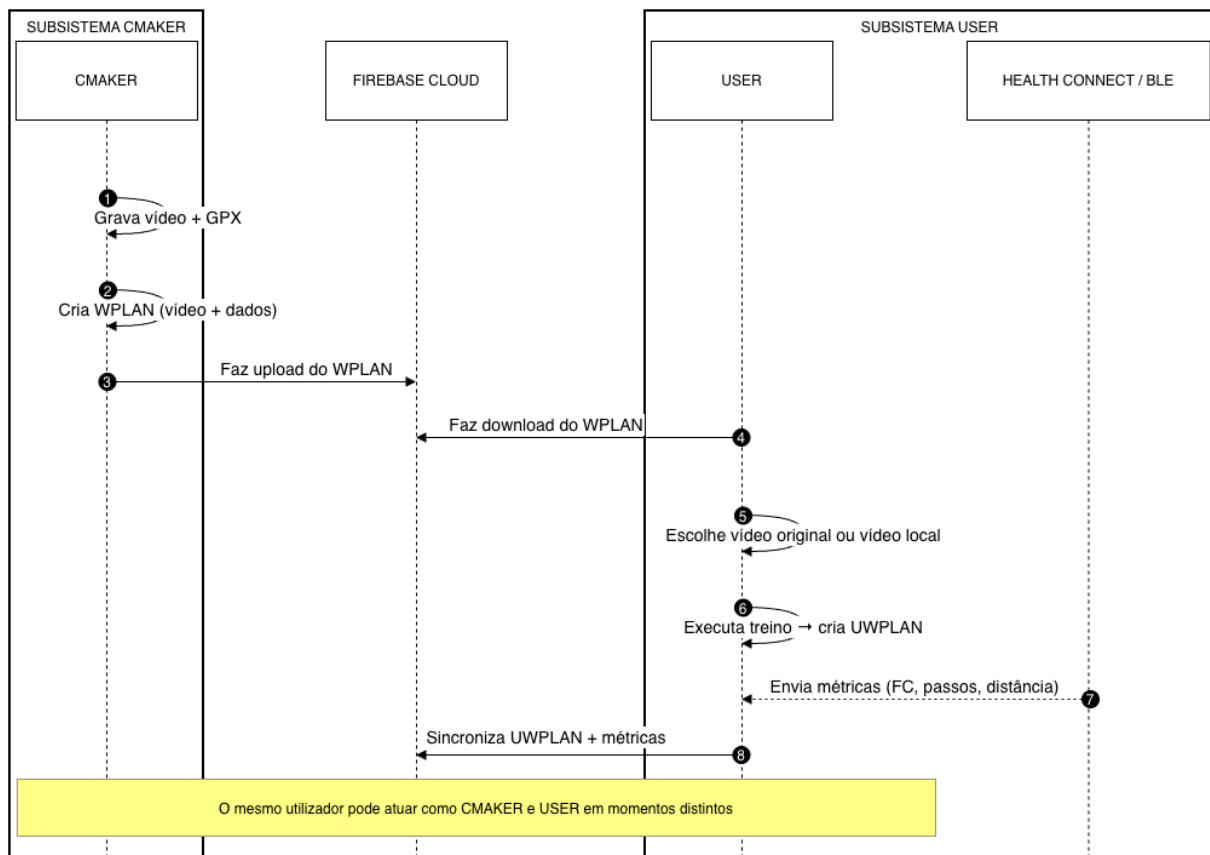 SUBSISTEMA CMAKER
SUBSISTEMA USER
CMAKER
FIREBASE CLOUD
USER
HEALTH CONNECT / BLE
1
Grava vídeo + GPX
2
Cria WPLAN (vídeo + dados)
Faz upload do WPLAN
3
Faz download do WPLAN
4
5
Escolhe vídeo original ou vídeo local
6
Executa treino → cria UWPLAN
Envia métricas (FC, passos, distância)
7
Sincroniza UWPLAN + métricas
8
O mesmo utilizador pode atuar como CMAKER e USER em momentos distintos